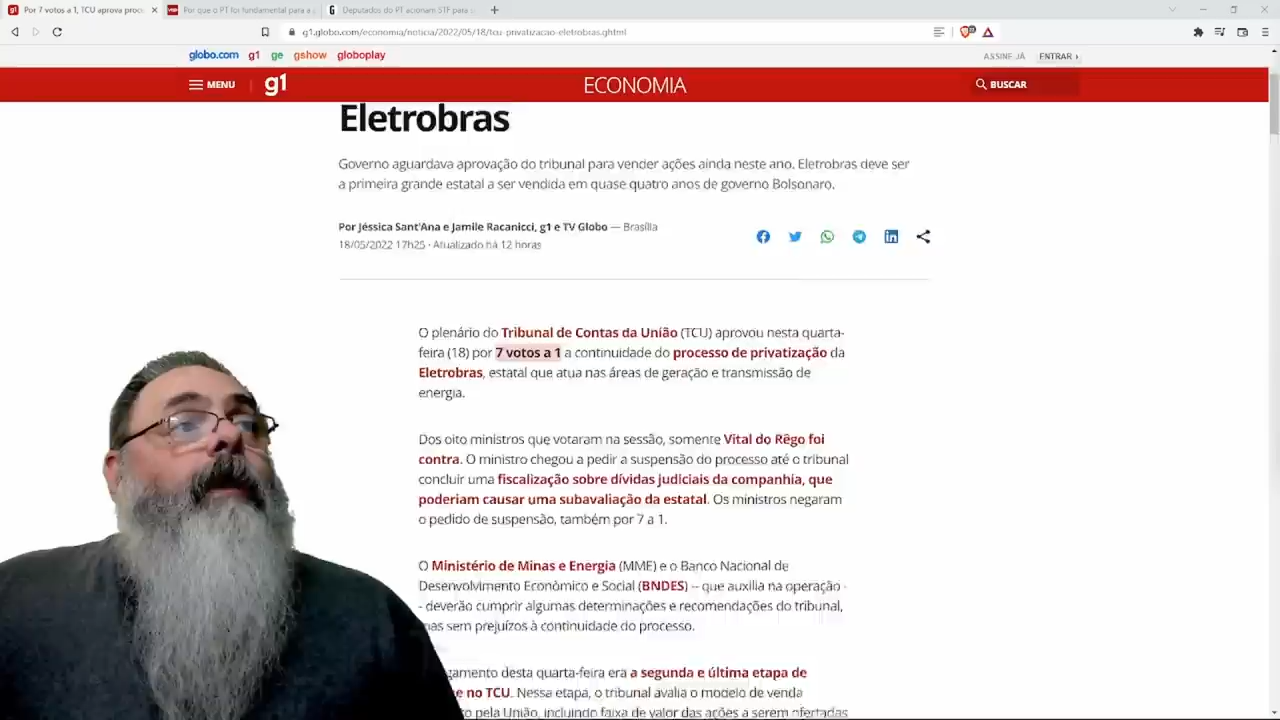 Por 7 votos a 1, TCU aprova proc
Por que o PT foi fundamental para a
Deputados do PT acionam STF para s
g1.globo.com/economia/noticia/2022/05/18/tcu-privatizacao-eletrobras.ghtml
globo.com g1 ge gshow globoplay ASSINE JÁ ENTRAR ›
MENU g1 ECONOMIA BUSCAR
Eletrobras
Governo aguardava aprovação do tribunal para vender ações ainda neste ano. Eletrobras deve ser
a primeira grande estatal a ser vendida em quase quatro anos de governo Bolsonaro.
Por Jéssica Sant'Ana e Jamile Racanicci, g1 e TV Globo — Brasília
18/05/2022 17h25 · Atualizado há 12 horas
O plenário do Tribunal de Contas da União (TCU) aprovou nesta quarta-
feira (18) por 7 votos a 1 a continuidade do processo de privatização da
Eletrobras, estatal que atua nas áreas de geração e transmissão de
energia.
Dos oito ministros que votaram na sessão, somente Vital do Rêgo foi
contra. O ministro chegou a pedir a suspensão do processo até o tribunal
concluir uma fiscalização sobre dívidas judiciais da companhia, que
poderiam causar uma subavaliação da estatal. Os ministros negaram
o pedido de suspensão, também por 7 a 1.
O Ministério de Minas e Energia (MME) e o Banco Nacional de
Desenvolvimento Econômico e Social (BNDES) – que auxilia na operação -
- deverão cumprir algumas determinações e recomendações do tribunal,
mas sem prejuízos à continuidade do processo.
gamento desta quarta-feira era a segunda e última etapa de
e no TCU. Nessa etapa, o tribunal avalia o modelo de venda
to pela União, incluindo faixa de valor das ações a serem ofertadas